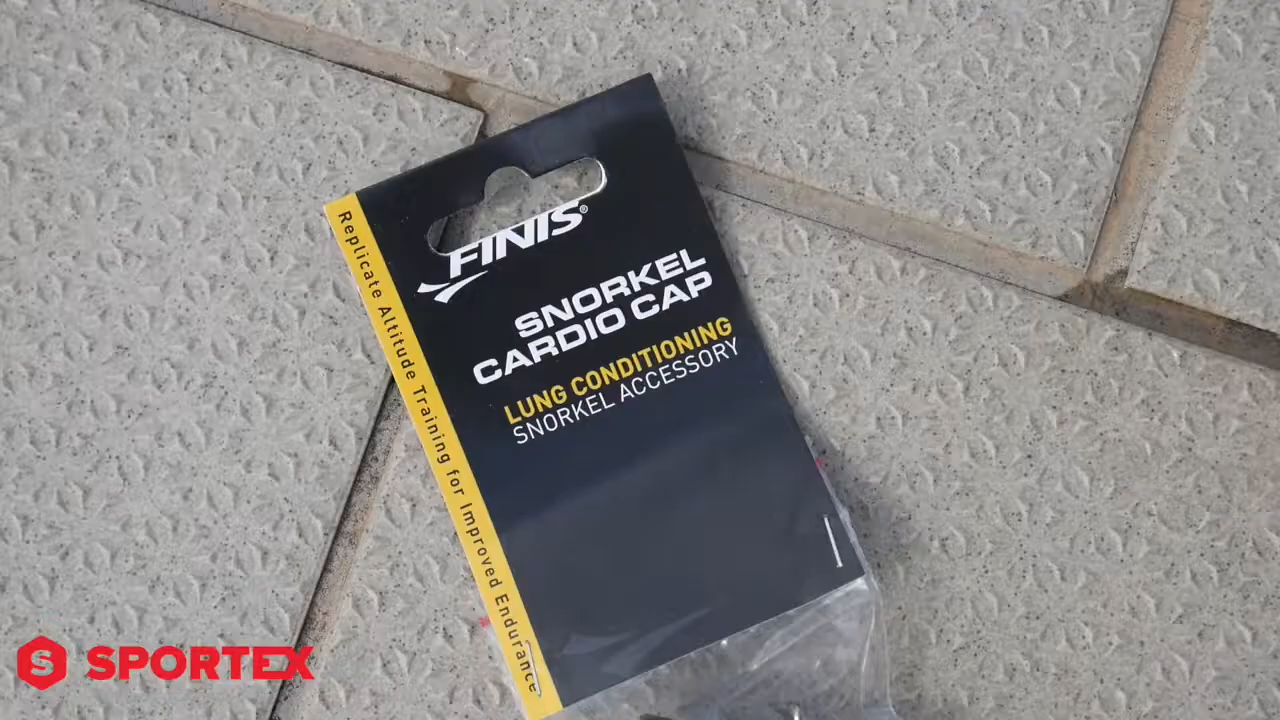 FINIS®
SNORKEL
CARDIO CAP
LUNG CONDITIONING
SNORKEL ACCESSORY
Replicate Altitude Training for Improved Endurance
S SPORTEX